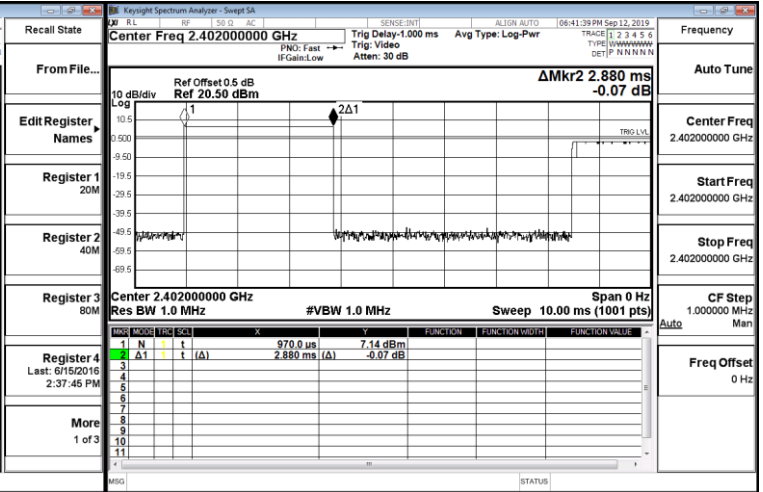 Recall State
From File...
Edit Register
Names
Register 1
20M
Register 2
40M
Register 3
80M
Register 4
Last: 6/15/2016
2:37:45 PM
More
1 of 3
Keysight Spectrum Analyzer - Swept SA
LXI RL RF 50 Ω AC SENSE:INT ALIGN AUTO 06:41:39 PM Sep 12, 2019
Center Freq 2.402000000 GHz
PNO: Fast
IFGain:Low
Trig Delay-1.000 ms
Trig: Video
Atten: 30 dB
Avg Type: Log-Pwr
TRACE 1 2 3 4 5 6
TYPE WWWWWW
DET P N N N N N
ΔMkr2 2.880 ms
-0.07 dB
Ref Offset 0.5 dB
10 dB/div Ref 20.50 dBm
Log
1
2Δ1
TRIG LVL
10.5
0.500
-9.50
-19.5
-29.5
-39.5
-49.5
-59.5
-69.5
Center 2.402000000 GHz Span 0 Hz
Res BW 1.0 MHz #VBW 1.0 MHz Sweep 10.00 ms (1001 pts)
MKR MODE TRC SCL X Y FUNCTION FUNCTION WIDTH FUNCTION VALUE
1 N 1 t 970.0 µs 7.14 dBm
2 Δ1 1 t (Δ) 2.880 ms (Δ) -0.07 dB
3
4
5
6
7
8
9
10
11
MSG STATUS
Frequency
Auto Tune
Center Freq
2.402000000 GHz
Start Freq
2.402000000 GHz
Stop Freq
2.402000000 GHz
CF Step
1.000000 MHz
Auto Man
Freq Offset
0 Hz